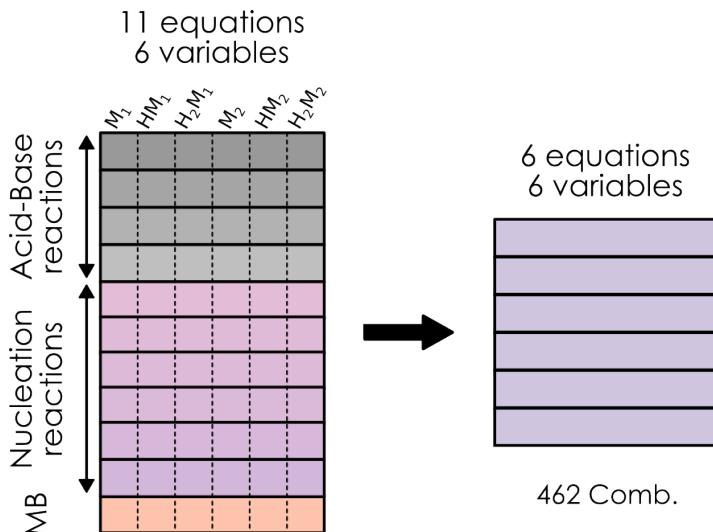 11 equations
6 variables
M₁ HM₁ H₂M₁ M₂ HM₂ H₂M₂
Acid-Base
reactions
Nucleation
reactions
MB
6 equations
6 variables
462 Comb.